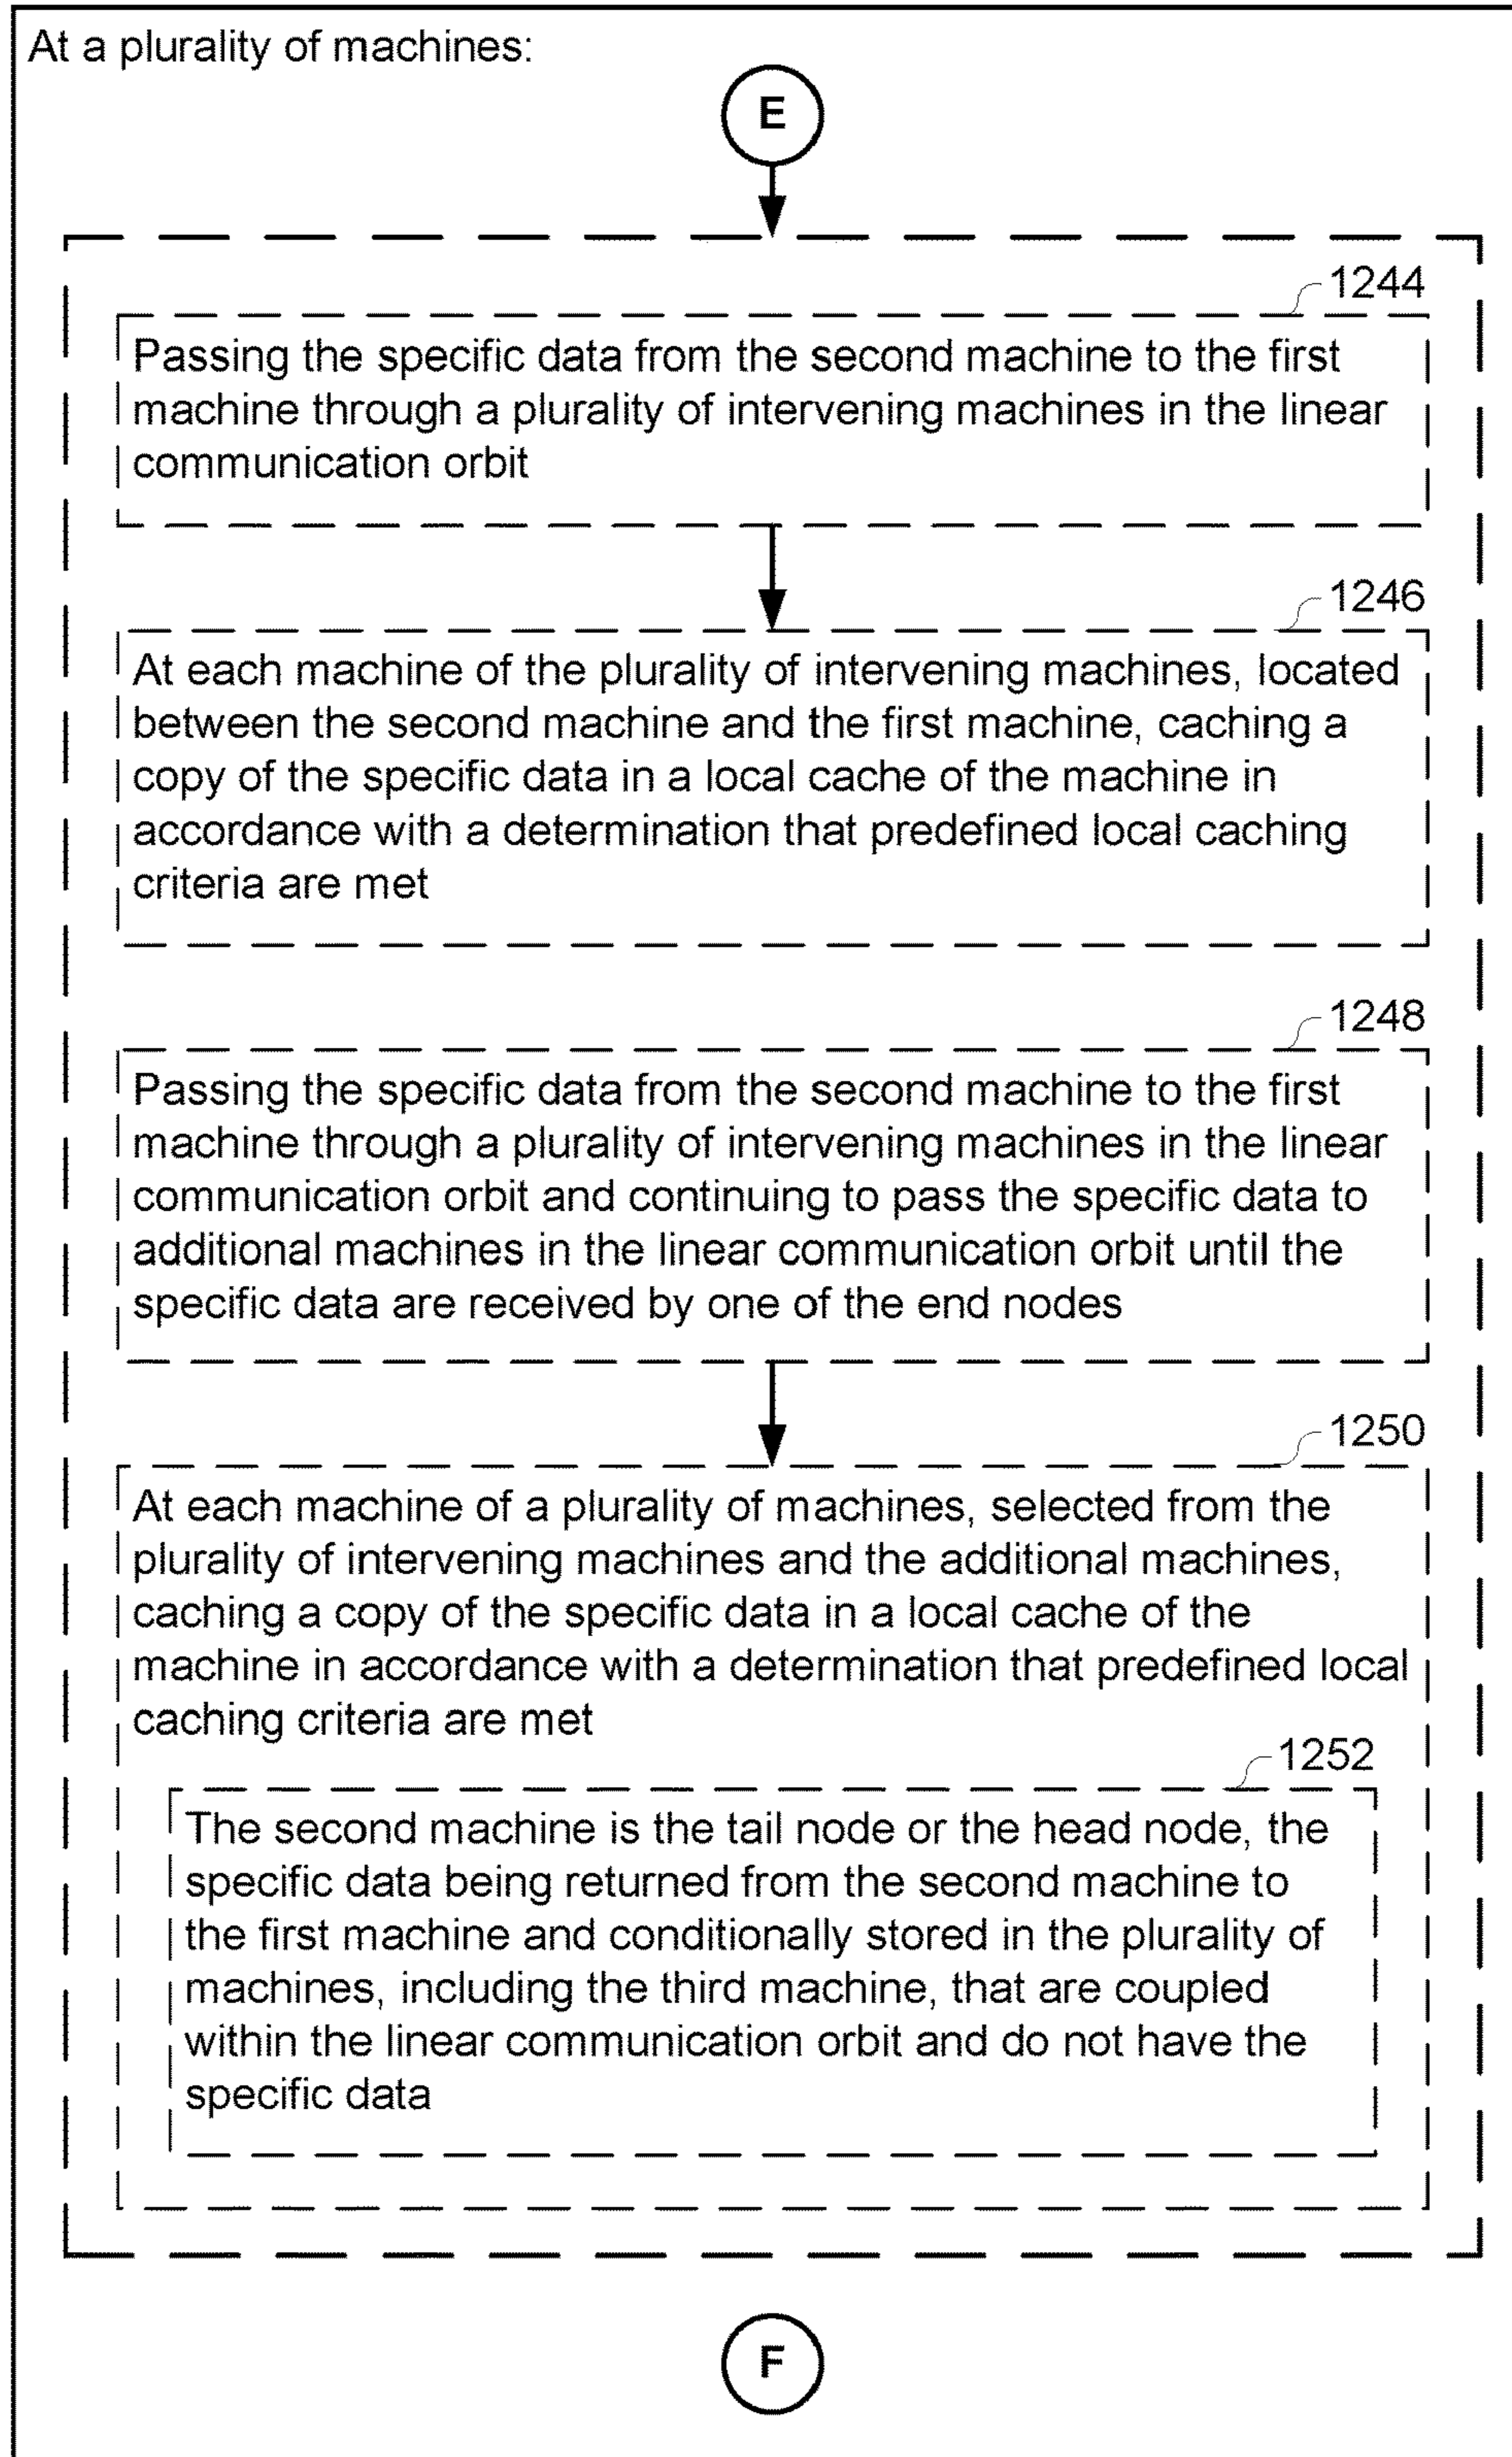 At a plurality of machines:
E
1244
Passing the specific data from the second machine to the first
machine through a plurality of intervening machines in the linear
communication orbit
1246
At each machine of the plurality of intervening machines, located
between the second machine and the first machine, caching a
copy of the specific data in a local cache of the machine in
accordance with a determination that predefined local caching
criteria are met
1248
Passing the specific data from the second machine to the first
machine through a plurality of intervening machines in the linear
communication orbit and continuing to pass the specific data to
additional machines in the linear communication orbit until the
specific data are received by one of the end nodes
1250
At each machine of a plurality of machines, selected from the
plurality of intervening machines and the additional machines,
caching a copy of the specific data in a local cache of the
machine in accordance with a determination that predefined local
caching criteria are met
1252
The second machine is the tail node or the head node, the
specific data being returned from the second machine to
the first machine and conditionally stored in the plurality of
machines, including the third machine, that are coupled
within the linear communication orbit and do not have the
specific data
F